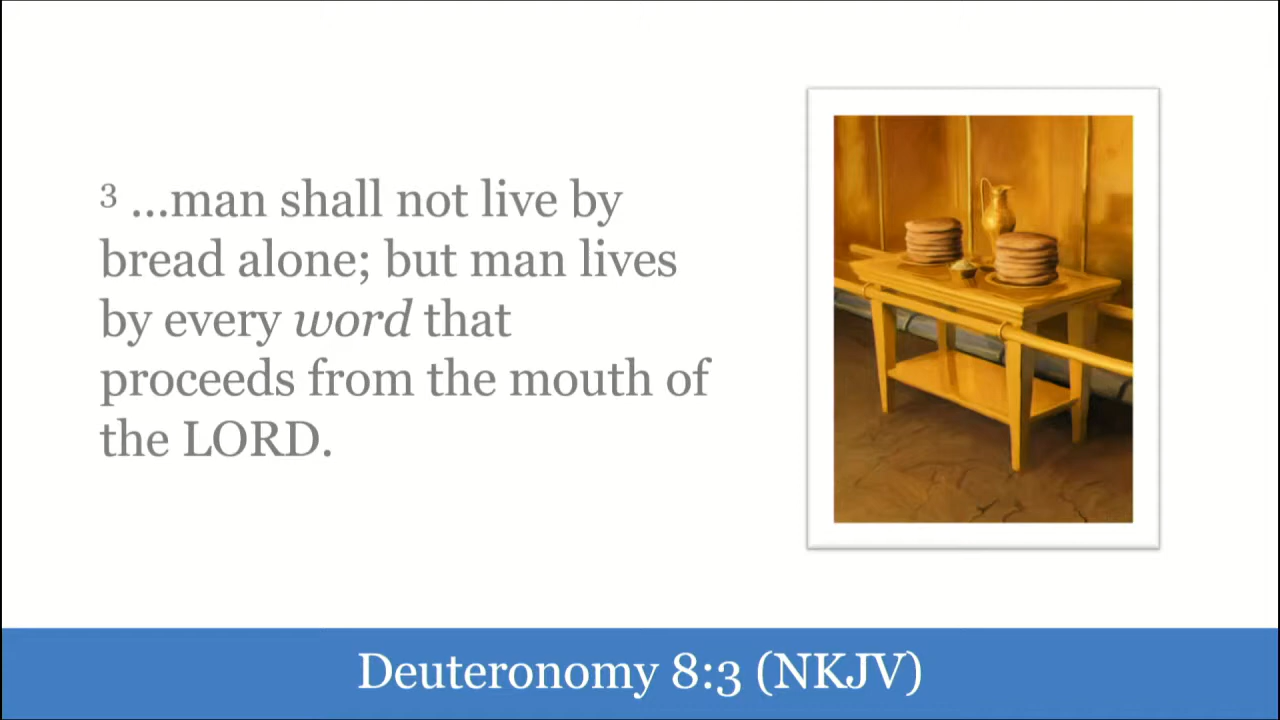 3 ...man shall not live by
bread alone; but man lives
by every word that
proceeds from the mouth of
the LORD.
Deuteronomy 8:3 (NKJV)